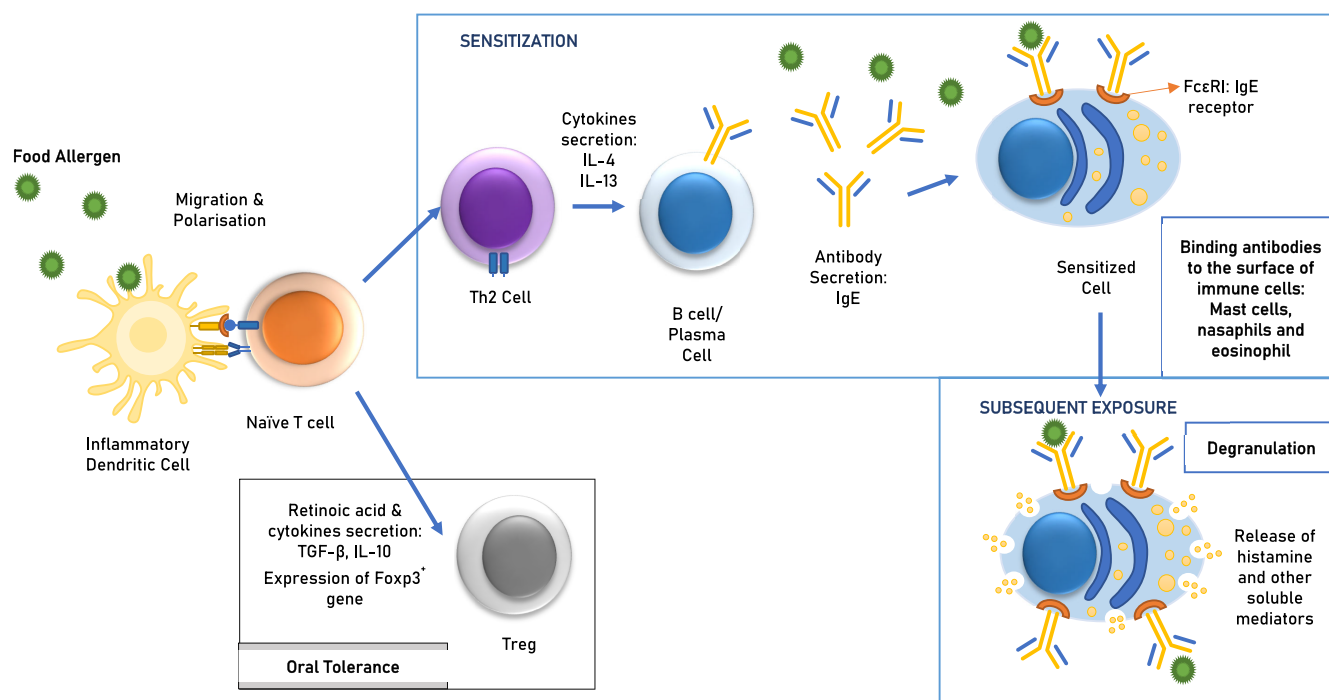 SENSITIZATION
Food Allergen
Migration &
Polarisation
Inflammatory
Dendritic Cell
Naïve T cell
Th2 Cell
Cytokines
secretion:
IL-4
IL-13
B cell/
Plasma
Cell
Antibody
Secretion:
IgE
FcεRI: IgE
receptor
Sensitized
Cell
Binding antibodies
to the surface of
immune cells:
Mast cells,
nasaphils and
eosinophil
SUBSEQUENT EXPOSURE
Degranulation
Release of
histamine
and other
soluble
mediators
Retinoic acid &
cytokines secretion:
TGF-β, IL-10
Expression of Foxp3⁺
gene
Treg
Oral Tolerance